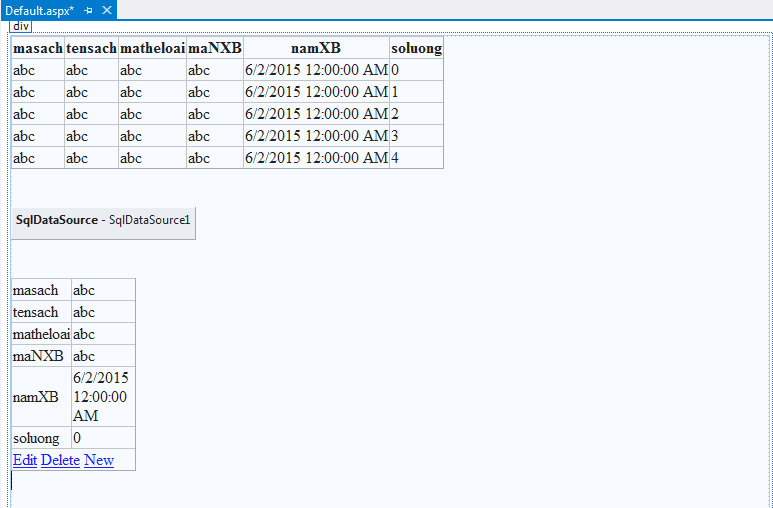 Default.aspx*
div
masach tensach matheloai maNXB namXB soluong
abc abc abc abc 6/2/2015 12:00:00 AM 0
abc abc abc abc 6/2/2015 12:00:00 AM 1
abc abc abc abc 6/2/2015 12:00:00 AM 2
abc abc abc abc 6/2/2015 12:00:00 AM 3
abc abc abc abc 6/2/2015 12:00:00 AM 4
SqlDataSource - SqlDataSource1
masach abc
tensach abc
matheloai abc
maNXB abc
namXB 6/2/2015
12:00:00
AM
soluong 0
Edit Delete New